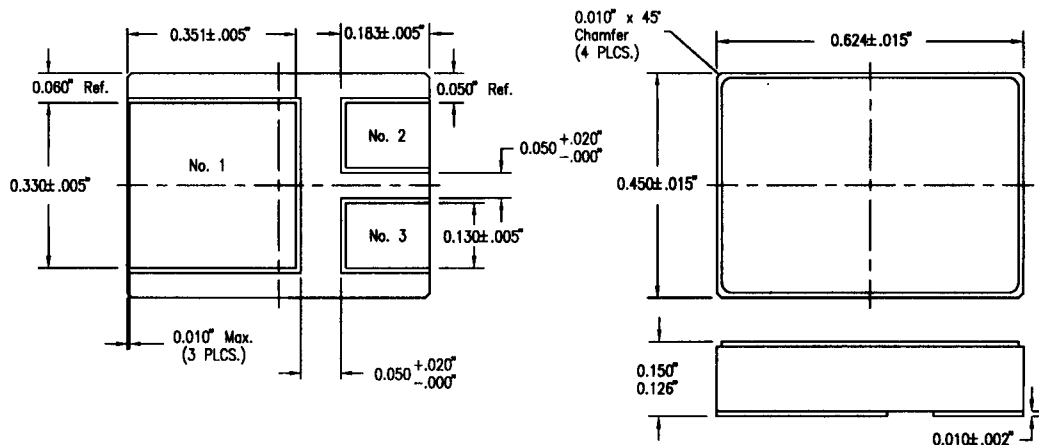 0.351±.005"
0.183±.005"
0.010" x 45°
Chamfer
(4 PLCS.)
0.624±.015"
0.060" Ref.
0.050" Ref.
No. 2
No. 1
0.050 +.020"
-.000"
0.330±.005"
0.450±.015"
No. 3
0.130±.005"
0.010" Max.
(3 PLCS.)
0.050 +.020"
-.000"
0.150"
0.126"
0.010±.002"